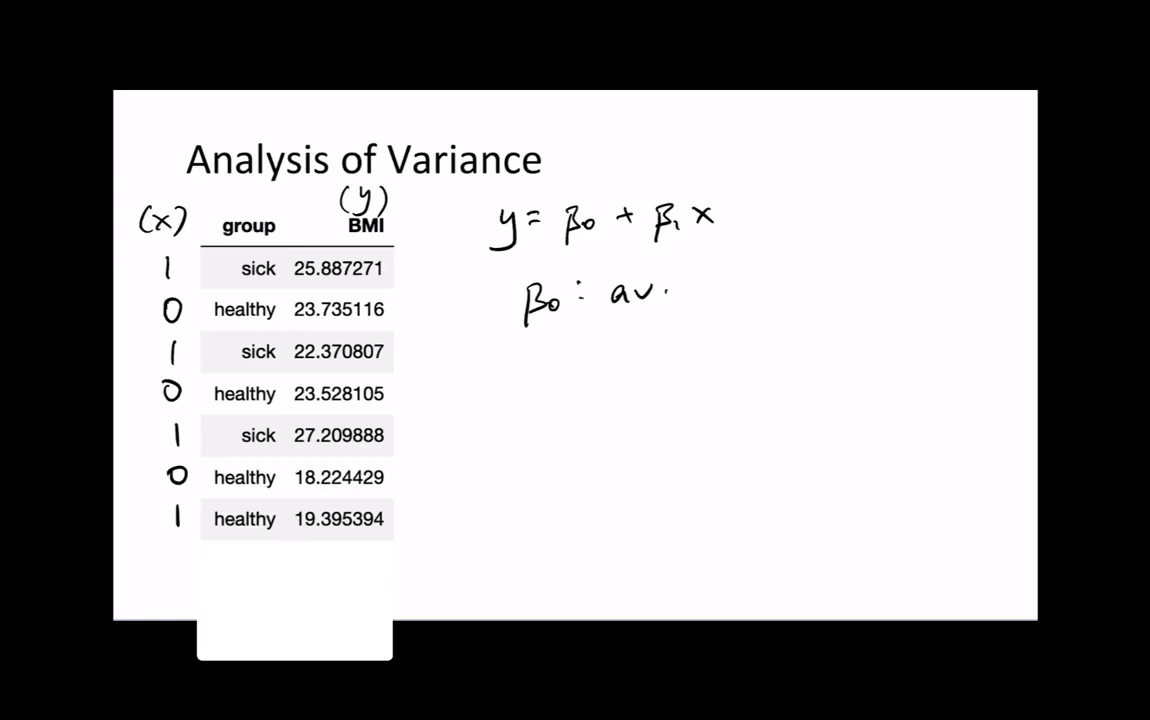 Analysis of Variance
(y)
(x) group BMI
1 sick 25.887271
0 healthy 23.735116
1 sick 22.370807
0 healthy 23.528105
1 sick 27.209888
0 healthy 18.224429
1 healthy 19.395394
y = β0 + β1 x
β0 : av.